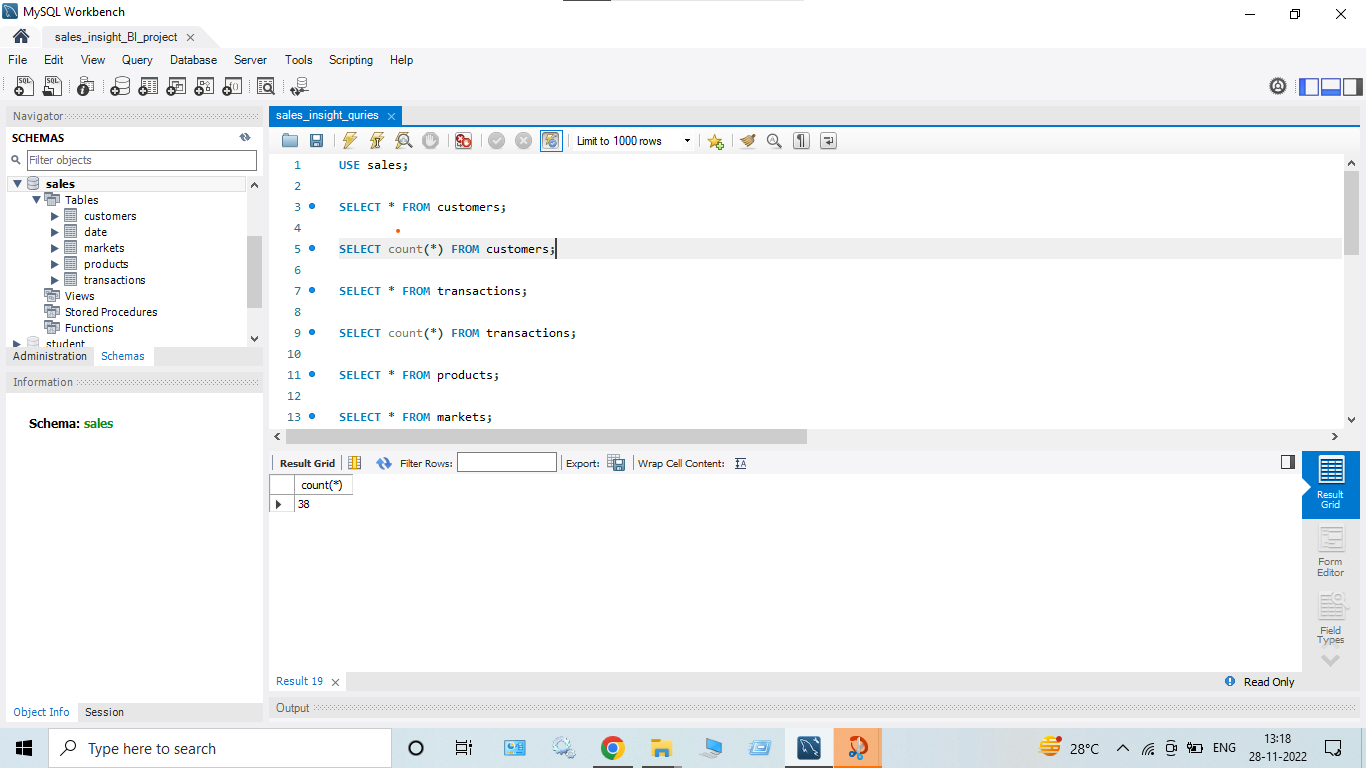 MySQL Workbench
sales_insight_BI_project
File Edit View Query Database Server Tools Scripting Help
Navigator
SCHEMAS
Filter objects
sales
Tables
customers
date
markets
products
transactions
Views
Stored Procedures
Functions
student
Administration Schemas
Information
Schema: sales
Object Info Session
sales_insight_quries
Limit to 1000 rows
1 USE sales;
2
3 SELECT * FROM customers;
4
5 SELECT count(*) FROM customers;
6
7 SELECT * FROM transactions;
8
9 SELECT count(*) FROM transactions;
10
11 SELECT * FROM products;
12
13 SELECT * FROM markets;
Result Grid Filter Rows: Export: Wrap Cell Content:
count(*)
38
Result
Grid
Form
Editor
Field
Types
Result 19
Read Only
Output
Type here to search
28°C
ENG
13:18
28-11-2022